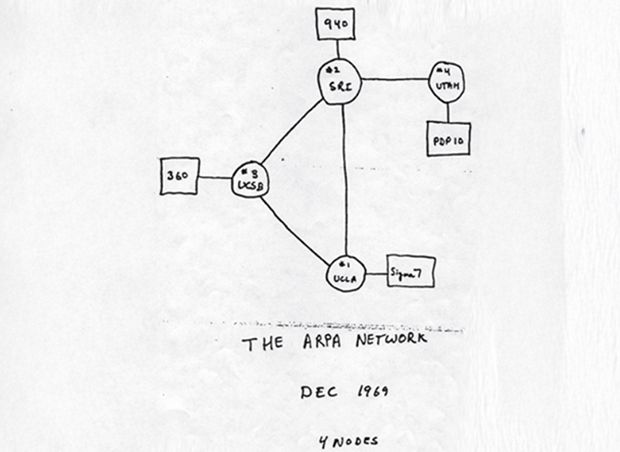 940
#2
SRI
#4
UTAH
PDP10
360
#3
UCSB
#1
UCLA
Sigma7
THE ARPA NETWORK
DEC 1969
4 NODES